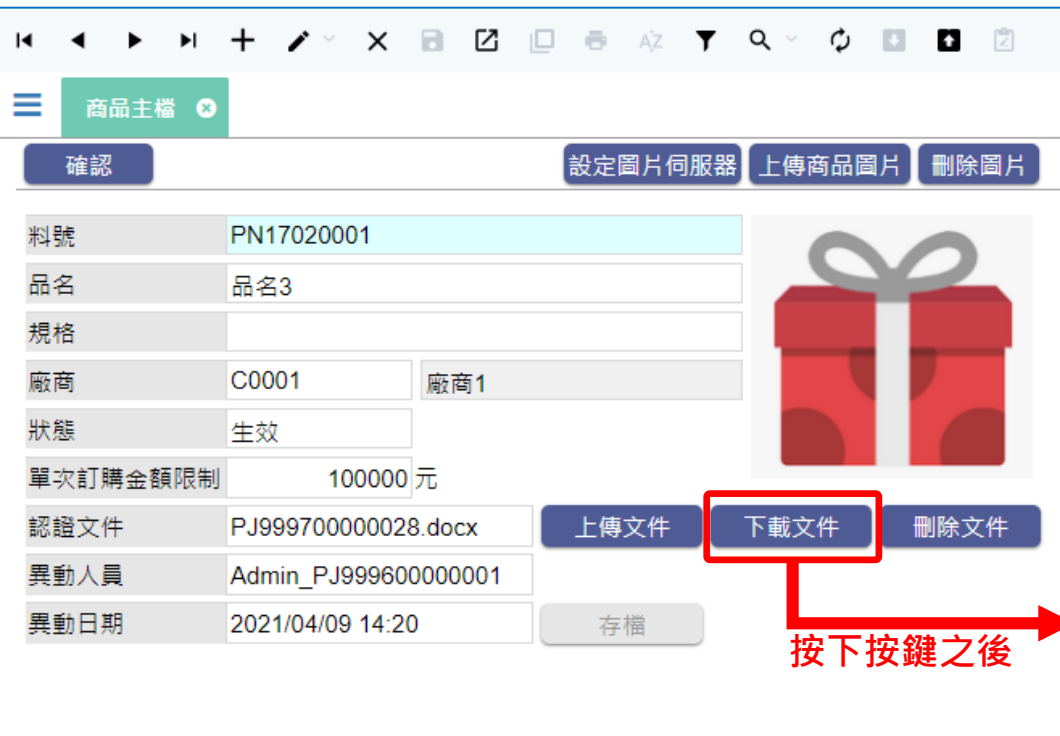 商品主檔
確認 設定圖片伺服器 上傳商品圖片 刪除圖片
料號 PN17020001
品名 品名3
規格
廠商 C0001 廠商1
狀態 生效
單次訂購金額限制 100000 元
認證文件 PJ999700000028.docx 上傳文件 下載文件 刪除文件
異動人員 Admin_PJ999600000001
異動日期 2021/04/09 14:20 存檔
按下按鍵之後